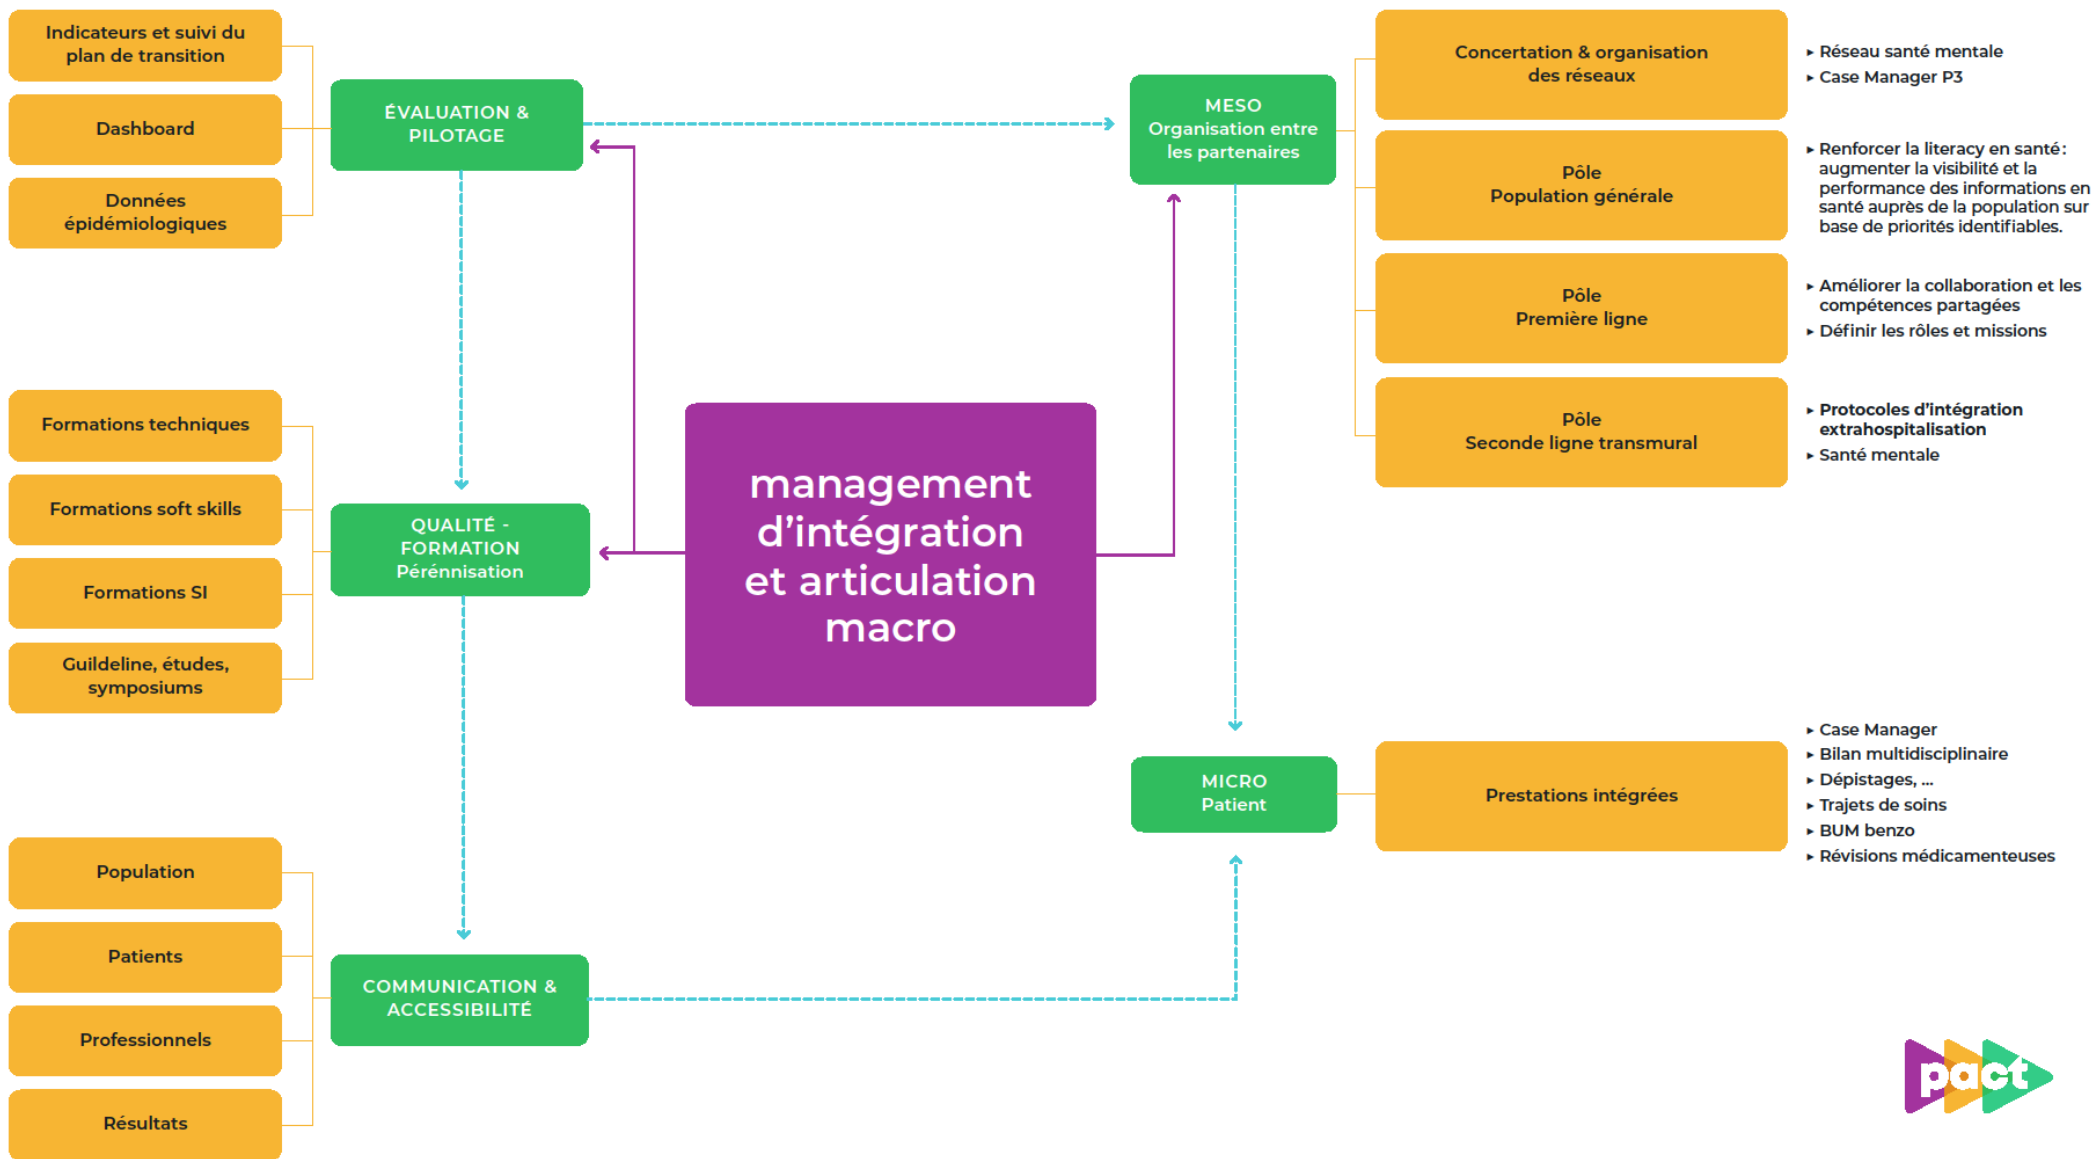 Indicateurs et suivi du
plan de transition
Dashboard
Données
épidémiologiques
ÉVALUATION &
PILOTAGE
MESO
Organisation entre
les partenaires
Concertation & organisation
des réseaux
▸ Réseau santé mentale
▸ Case Manager P3
Pôle
Population générale
▸ Renforcer la literacy en santé :
augmenter la visibilité et la
performance des informations en
santé auprès de la population sur
base de priorités identifiables.
Pôle
Première ligne
▸ Améliorer la collaboration et les
compétences partagées
▸ Définir les rôles et missions
Pôle
Seconde ligne transmural
▸ Protocoles d’intégration
extrahospitalisation
▸ Santé mentale
Formations techniques
Formations soft skills
Formations SI
Guildeline, études,
symposiums
QUALITÉ -
FORMATION
Pérénnisation
management
d’intégration
et articulation
macro
MICRO
Patient
Prestations intégrées
▸ Case Manager
▸ Bilan multidisciplinaire
▸ Dépistages, ...
▸ Trajets de soins
▸ BUM benzo
▸ Révisions médicamenteuses
Population
Patients
Professionnels
Résultats
COMMUNICATION &
ACCESSIBILITÉ
pact